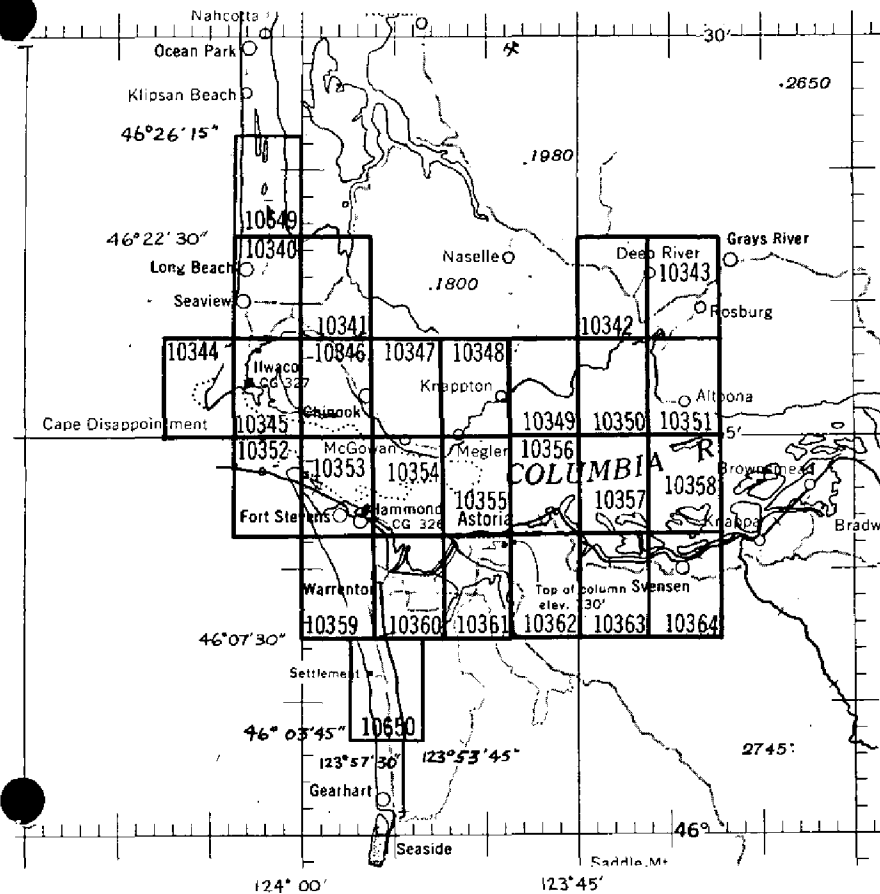 Nahcotta
Ocean Park
30'
.2650
Klipsan Beach
46°26'15"
.1980
10649
46°22'30"
10340
Grays River
Naselle
Deep River
Long Beach
10343
.1800
Seaview
Rosburg
10341
10342
10344
10846
10347
10348
Ilwaco
CG 327
Knappton
Altoona
Chinook
Cape Disappointment
10345
10349
10350
10351
5'
10352
McGowan
Megler
10356
R
10353
10354
COLUMBIA
Brownsmead
10358
10355
10357
Hammond
Fort Stevens
CG 326
Astoria
Knappa
Bradw
Warrenton
Top of column
elev. 730'
Svensen
10359
10360
10361
10362
10363
10364
46°07'30"
Settlement
46° 03'45"
10650
123°57'30"
123°53'45"
2745
Gearhart
46°
Seaside
Saddle Mt
124° 00'
123°45'